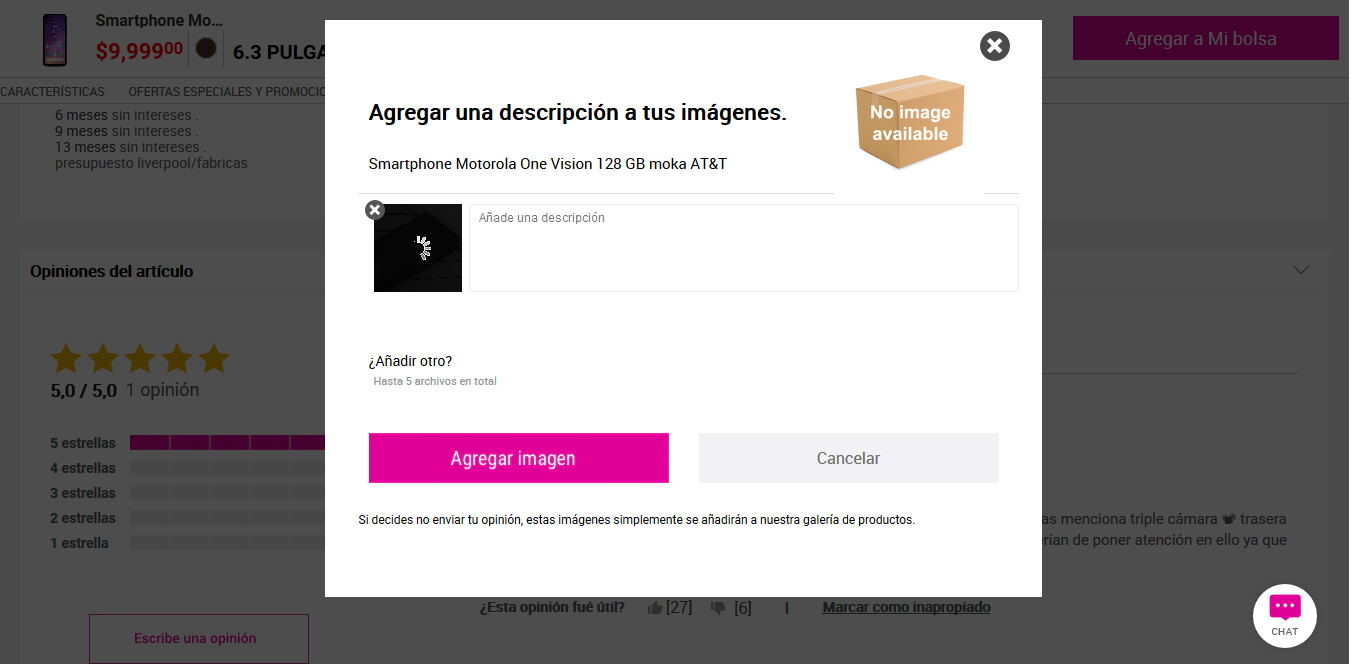 Smartphone Mo...
$9,999⁰⁰
6.3 PULGA
Agregar a Mi bolsa
CARACTERÍSTICAS
OFERTAS ESPECIALES Y PROMOCIO
6 meses sin intereses .
9 meses sin intereses .
13 meses sin intereses .
presupuesto liverpool/fabricas
Agregar una descripción a tus imágenes.
No image
available
Smartphone Motorola One Vision 128 GB moka AT&T
Añade una descripción
Opiniones del artículo
5,0 / 5,0 1 opinión
¿Añadir otro?
Hasta 5 archivos en total
5 estrellas
4 estrellas
3 estrellas
2 estrellas
1 estrella
Agregar imagen
Cancelar
Si decides no enviar tu opinión, estas imágenes simplemente se añadirán a nuestra galería de productos.
as menciona triple cámara 📽 trasera
erían de poner atención en ello ya que
¿Esta opinión fué útil? [27] [6] | Marcar como inapropiado
Escribe una opinión
CHAT